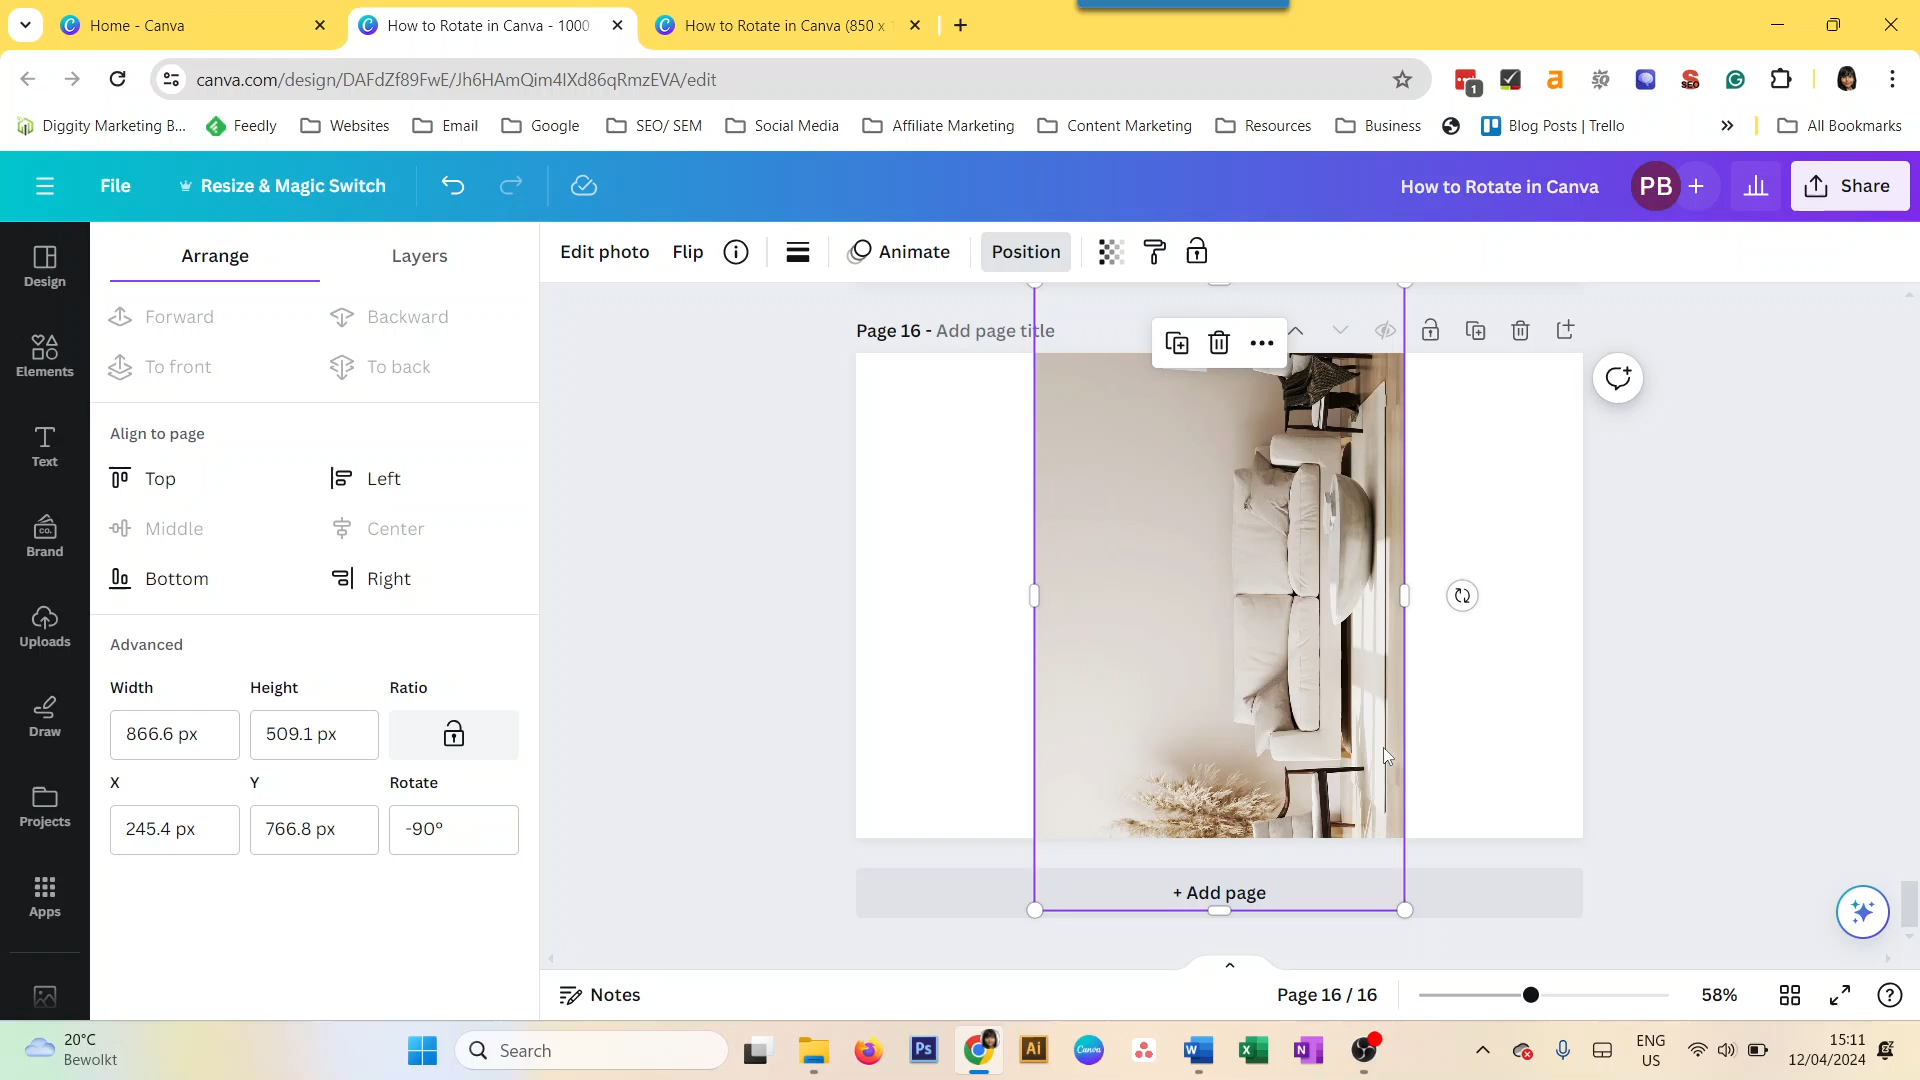 Home - Canva
How to Rotate in Canva - 1000
How to Rotate in Canva (850 x
canva.com/design/DAFdZf89FwE/Jh6HAmQim4lXd86qRmzEVA/edit
1
SEO
Diggity Marketing B...
Feedly
Websites
Email
Google
SEO/ SEM
Social Media
Affiliate Marketing
Content Marketing
Resources
Business
Blog Posts | Trello
All Bookmarks
File
Resize & Magic Switch
How to Rotate in Canva
PB
Share
Design
Elements
Text
Brand
Uploads
Draw
Projects
Apps
Arrange
Layers
Forward
Backward
To front
To back
Align to page
Top
Left
Middle
Center
Bottom
Right
Advanced
Width
Height
Ratio
866.6 px
509.1 px
X
Y
Rotate
245.4 px
766.8 px
-90°
Edit photo
Flip
Animate
Position
Page 16 - Add page title
+ Add page
Notes
Page 16 / 16
58%
20°C
Bewolkt
Search
Ps
Ai
Canva
ENG
US
15:11
12/04/2024